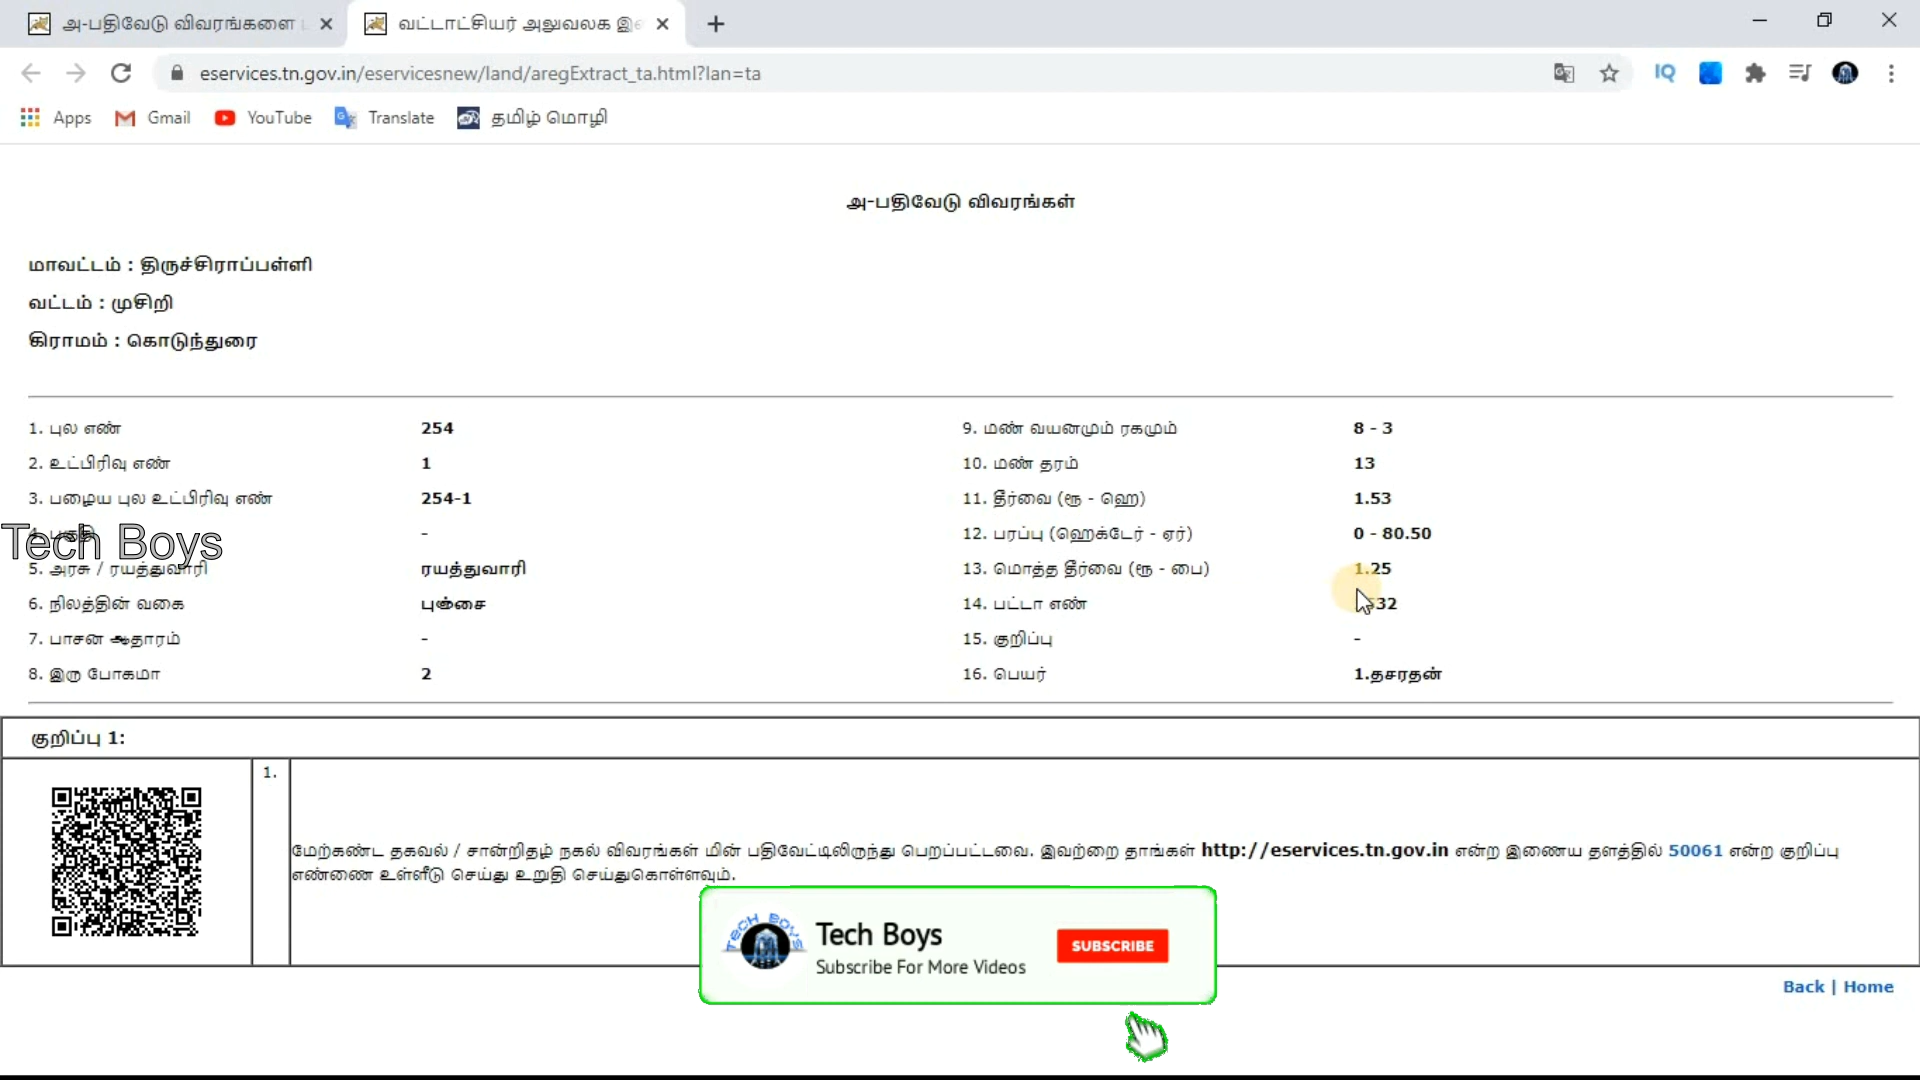 அ-பதிவேடு விவரங்களை
வட்டாட்சியர் அலுவலக இ
eservices.tn.gov.in/eservicesnew/land/aregExtract_ta.html?lan=ta
IQ
Apps Gmail YouTube Translate தமிழ் மொழி
அ-பதிவேடு விவரங்கள்
மாவட்டம் : திருச்சிராப்பள்ளி
வட்டம் : முசிறி
கிராமம் : கொடுந்துரை
1. புல எண் 254 9. மண் வயனமும் ரகமும் 8 - 3
2. உட்பிரிவு எண் 1 10. மண் தரம் 13
3. பழைய புல உட்பிரிவு எண் 254-1 11. தீர்வை (ரூ - ஹெ) 1.53
4. பகுதி - 12. பரப்பு (ஹெக்டேர் - ஏர்) 0 - 80.50
Tech Boys
5. அரசு / ரயத்துவாரி ரயத்துவாரி 13. மொத்த தீர்வை (ரூ - பை) 1.25
6. நிலத்தின் வகை புஞ்சை 14. பட்டா எண் 32
7. பாசன ஆதாரம் - 15. குறிப்பு -
8. இரு போகமா 2 16. பெயர் 1.தசரதன்
குறிப்பு 1:
1.
மேற்கண்ட தகவல் / சான்றிதழ் நகல் விவரங்கள் மின் பதிவேட்டிலிருந்து பெறப்பட்டவை. இவற்றை தாங்கள் http://eservices.tn.gov.in என்ற இணைய தளத்தில் 50061 என்ற குறிப்பு
எண்ணை உள்ளீடு செய்து உறுதி செய்துகொள்ளவும்.
TECH BOYS
Tech Boys
SUBSCRIBE
Subscribe For More Videos
Back | Home